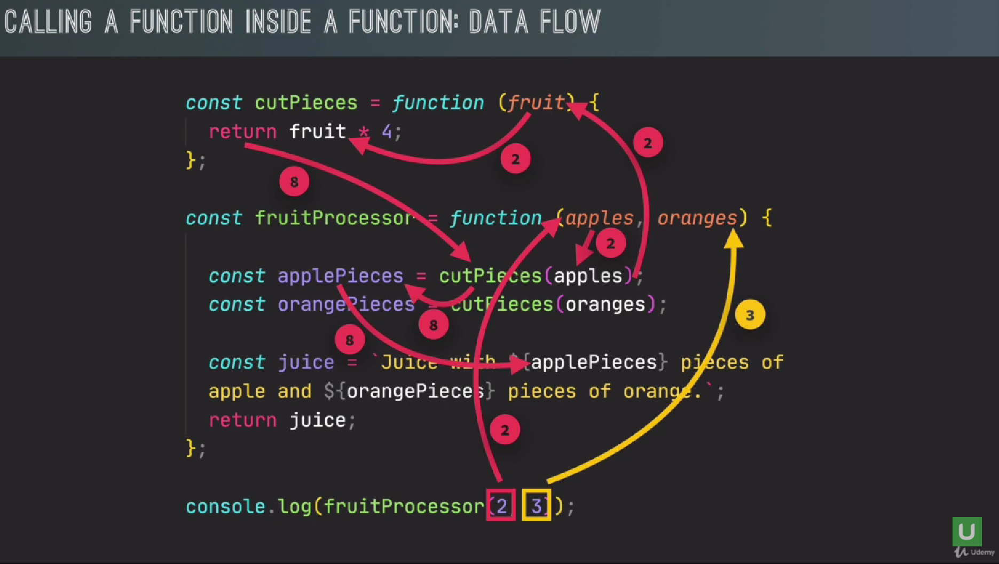 CALLING A FUNCTION INSIDE A FUNCTION: DATA FLOW
const cutPieces = function (fruit) {
return fruit * 4;
};
2
2
8
const fruitProcessor = function (apples, oranges) {
2
const applePieces = cutPieces(apples);
const orangePieces = cutPieces(oranges);
3
8
8
const juice = `Juice with ${applePieces} pieces of
apple and ${orangePieces} pieces of orange.`;
return juice;
2
};
console.log(fruitProcessor(2, 3));
U
Udemy